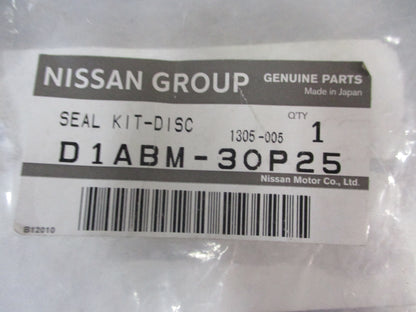 NISSAN GROUP
GENUINE PARTS
Made in Japan
SEAL KIT-DISC
1305-005
QTY
1
D1ABM-30P25
Nissan Motor Co., Ltd.
B12010